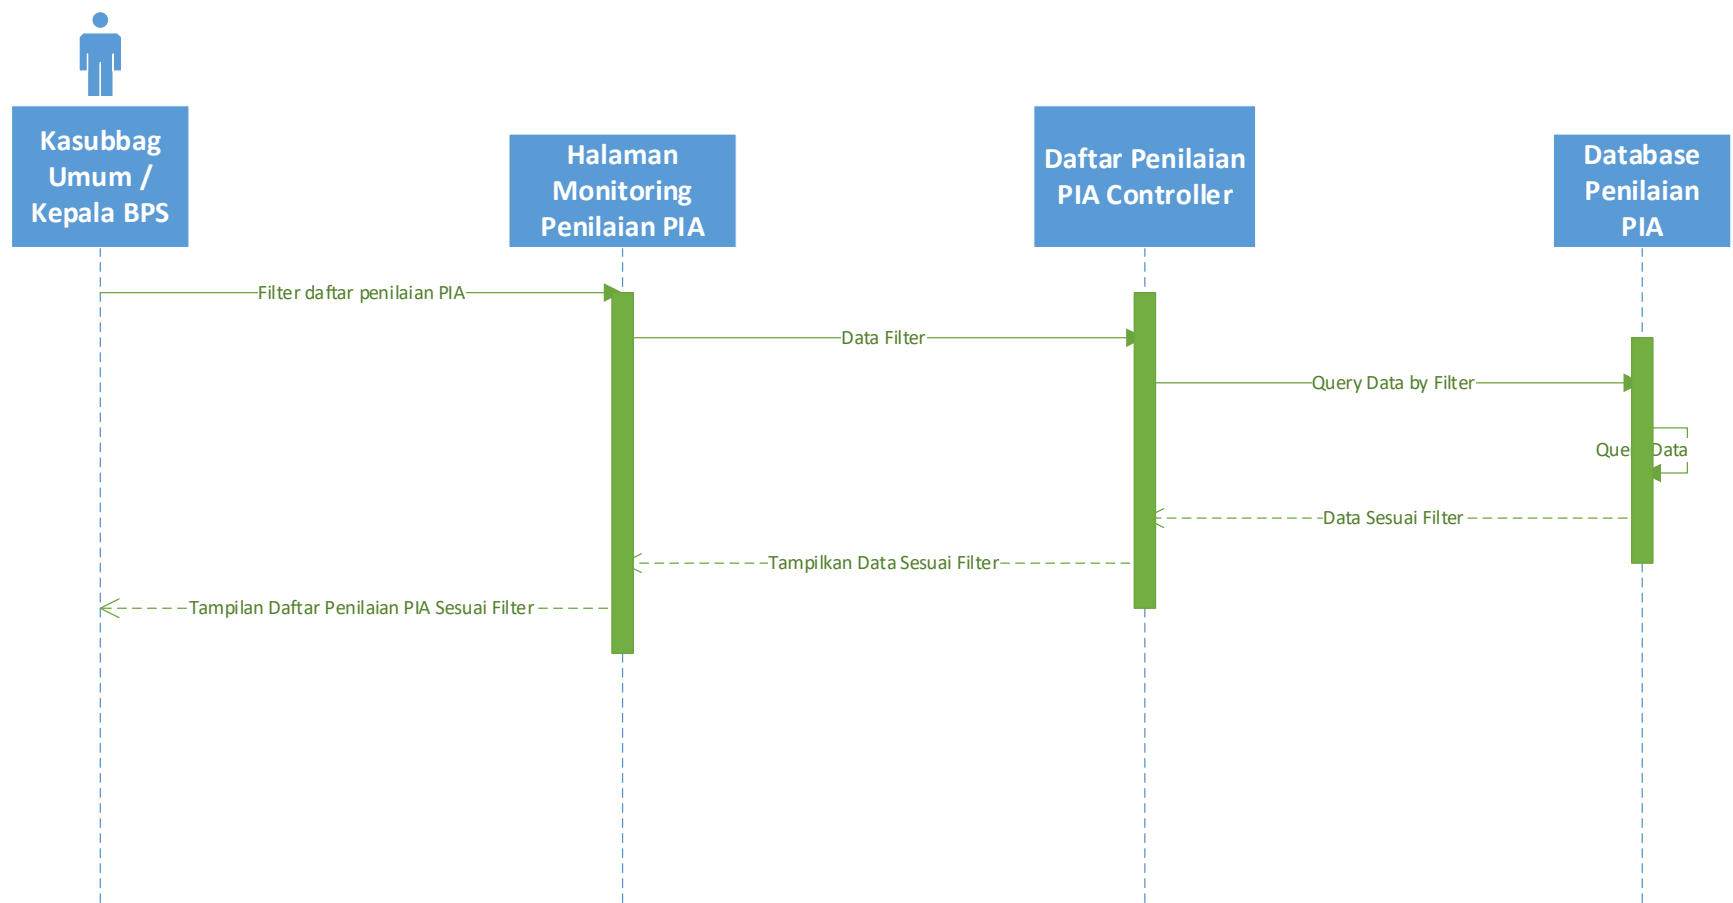 Kasubbag
Umum /
Kepala BPS
Halaman
Monitoring
Penilaian PIA
Daftar Penilaian
PIA Controller
Database
Penilaian
PIA
Filter daftar penilaian PIA
Data Filter
Query Data by Filter
Query Data
Data Sesuai Filter
Tampilkan Data Sesuai Filter
Tampilan Daftar Penilaian PIA Sesuai Filter